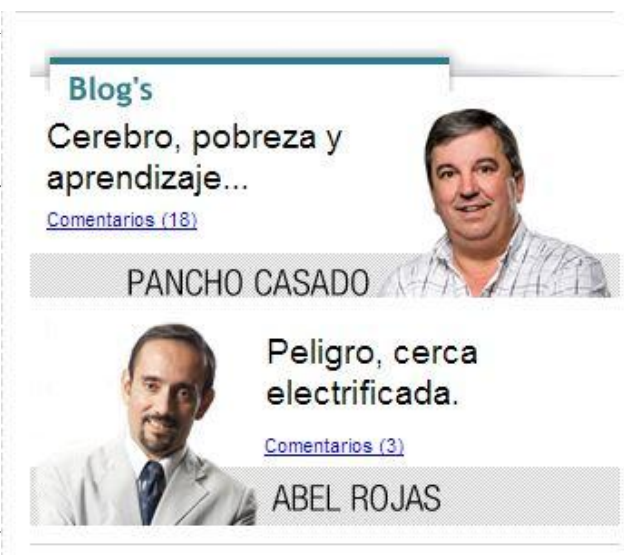 Blog's
Cerebro, pobreza y
aprendizaje...
Comentarios (18)
PANCHO CASADO
Peligro, cerca
electrificada.
Comentarios (3)
ABEL ROJAS